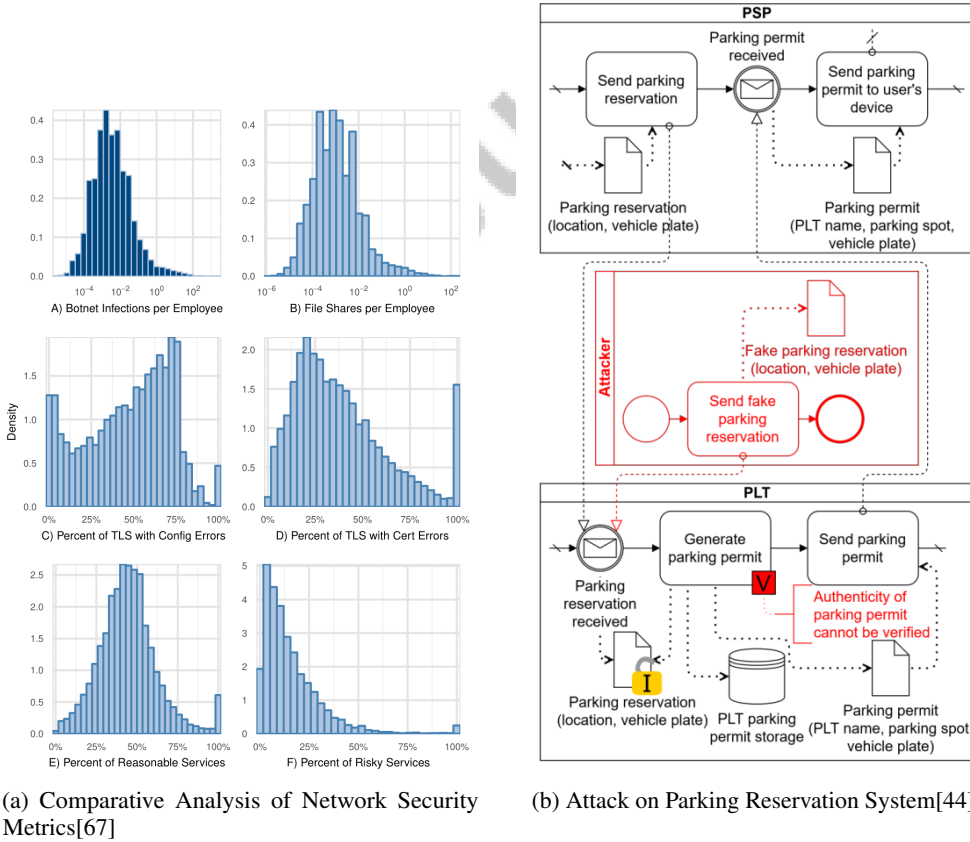 0.4
0.3
0.2
0.1
0.0
10⁻⁴ 10⁻² 10⁰ 10²
A) Botnet Infections per Employee
0.4
0.3
0.2
0.1
0.0
10⁻⁶ 10⁻⁴ 10⁻² 10⁰ 10²
B) File Shares per Employee
Density
1.5
1.0
0.5
0.0
0% 25% 50% 75% 100%
C) Percent of TLS with Config Errors
2.0
1.5
1.0
0.5
0.0
0% 25% 50% 75% 100%
D) Percent of TLS with Cert Errors
2.5
2.0
1.5
1.0
0.5
0.0
0% 25% 50% 75% 100%
E) Percent of Reasonable Services
5
4
3
2
1
0
0% 25% 50% 75% 100%
F) Percent of Risky Services
(a) Comparative Analysis of Network Security
Metrics[67]
PSP
Send parking
reservation
Parking permit
received
Send parking
permit to user's
device
Parking reservation
(location, vehicle plate)
Parking permit
(PLT name, parking spot,
vehicle plate)
Attacker
Fake parking reservation
(location, vehicle plate)
Send fake
parking
reservation
PLT
Parking
reservation
received
Generate
parking permit
V
Send parking
permit
Authenticity of
parking permit
cannot be verified
I
Parking reservation
(location, vehicle plate)
PLT parking
permit storage
Parking permit
(PLT name, parking spot
vehicle plate)
(b) Attack on Parking Reservation System[44]